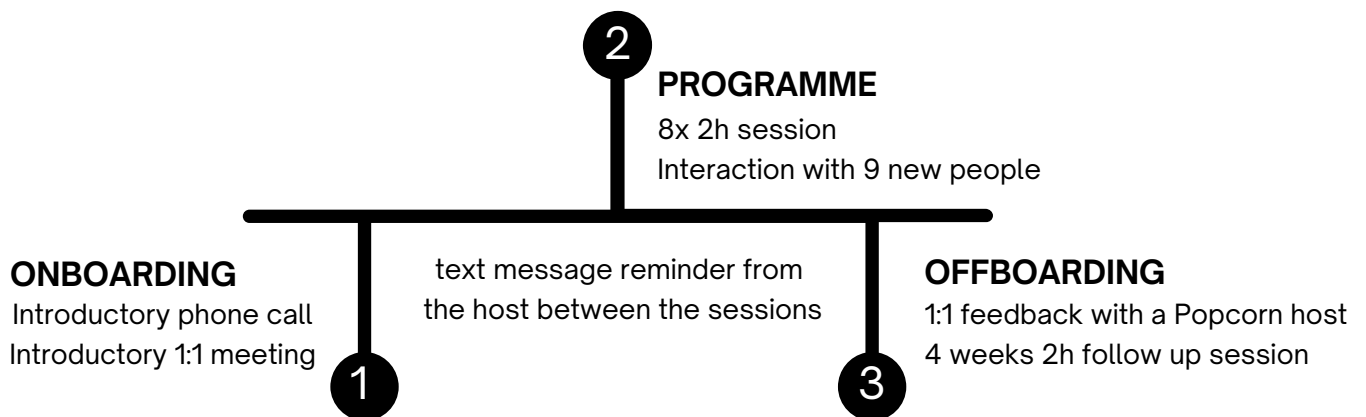 2
PROGRAMME
8x 2h session
Interaction with 9 new people
ONBOARDING
Introductory phone call
Introductory 1:1 meeting
1
text message reminder from
the host between the sessions
OFFBOARDING
1:1 feedback with a Popcorn host
4 weeks 2h follow up session
3